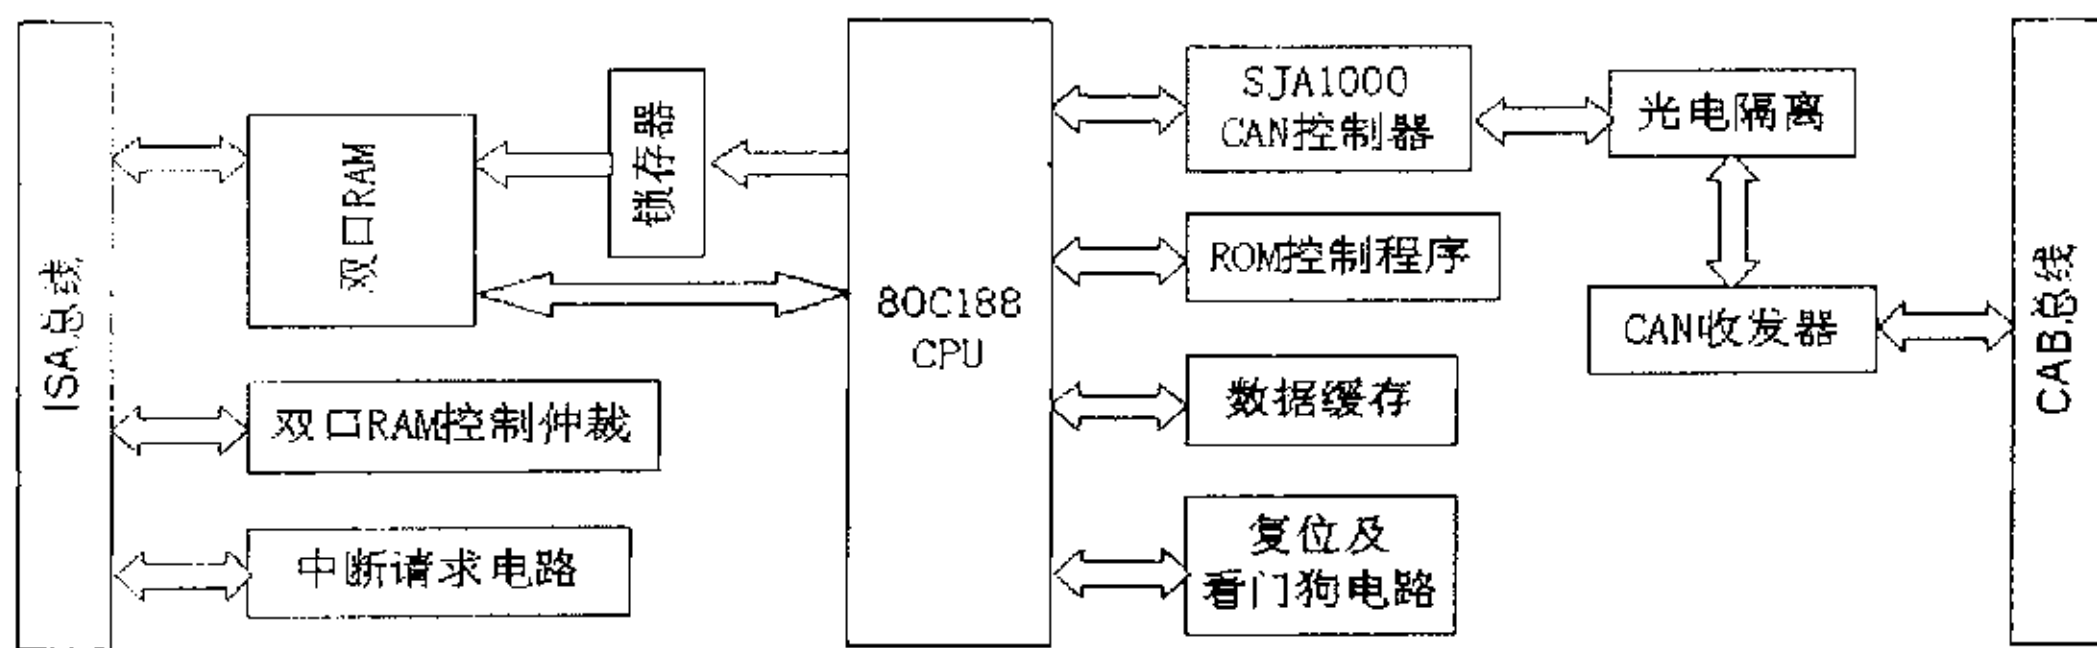 ISA总线
双口RAM
锁存器
双口RAM控制仲裁
中断请求电路
80C188
CPU
SJA1000
CAN控制器
ROM控制程序
数据缓存
复位及
看门狗电路
光电隔离
CAN收发器
CAB总线